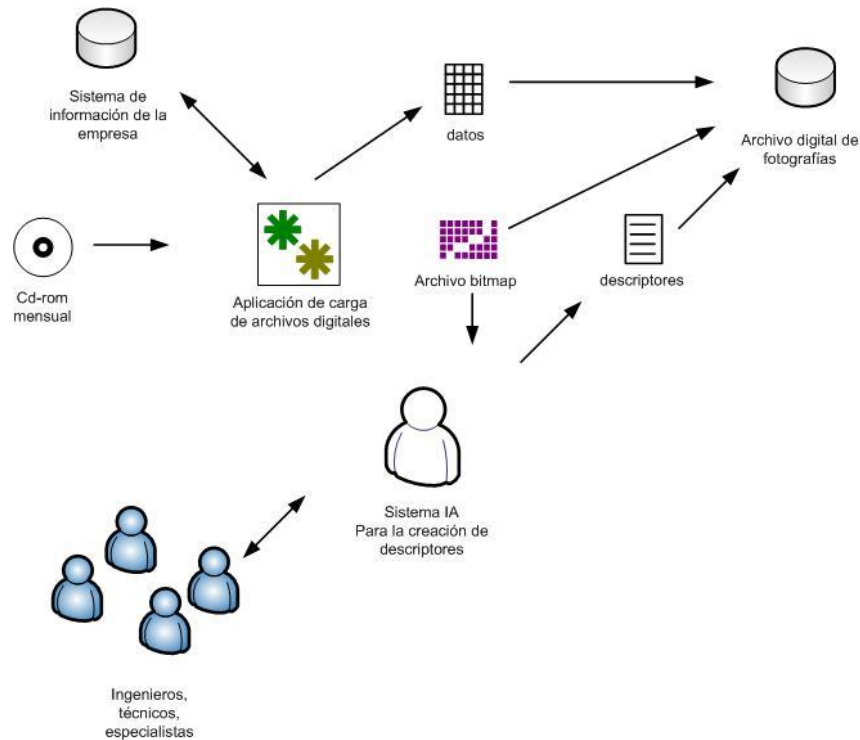 Sistema de
información de la
empresa
datos
Archivo digital de
fotografías
Cd-rom
mensual
Aplicación de carga
de archivos digitales
Archivo bitmap
descriptores
Sistema IA
Para la creación de
descriptores
Ingenieros,
técnicos,
especialistas